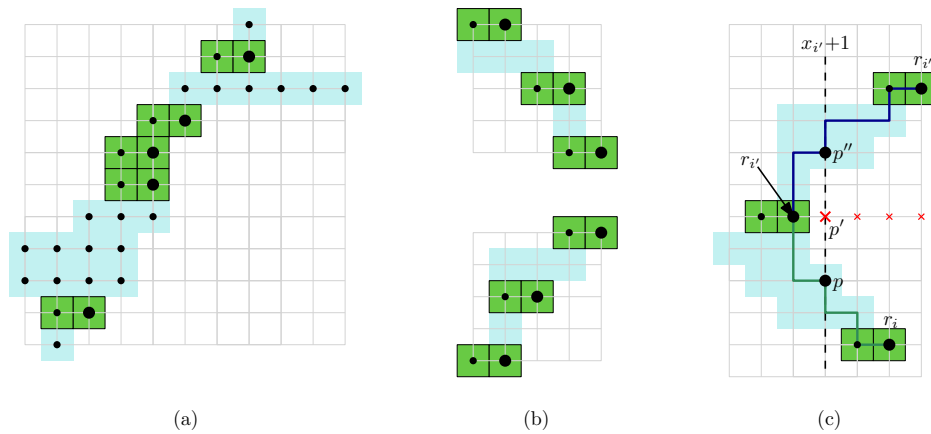 x_{i'}+1
r_{i'}
p''
r_{i'}
p'
p
r_i
(a)
(b)
(c)